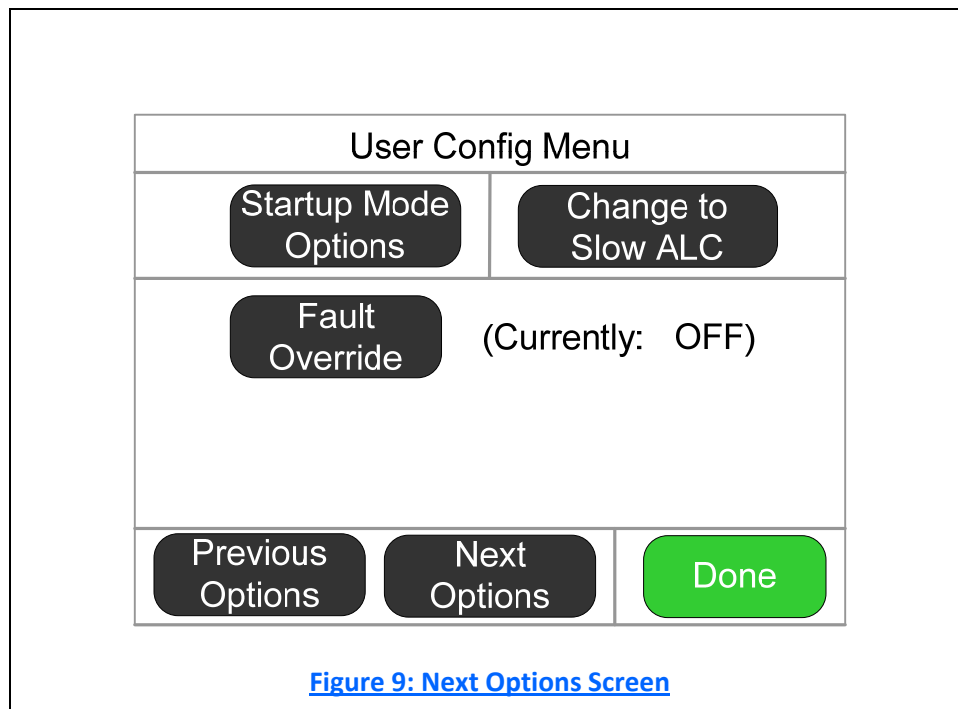 User Config Menu
Startup Mode
Options
Change to
Slow ALC
Fault
Override
(Currently: OFF)
Previous
Options
Next
Options
Done
Figure 9: Next Options Screen